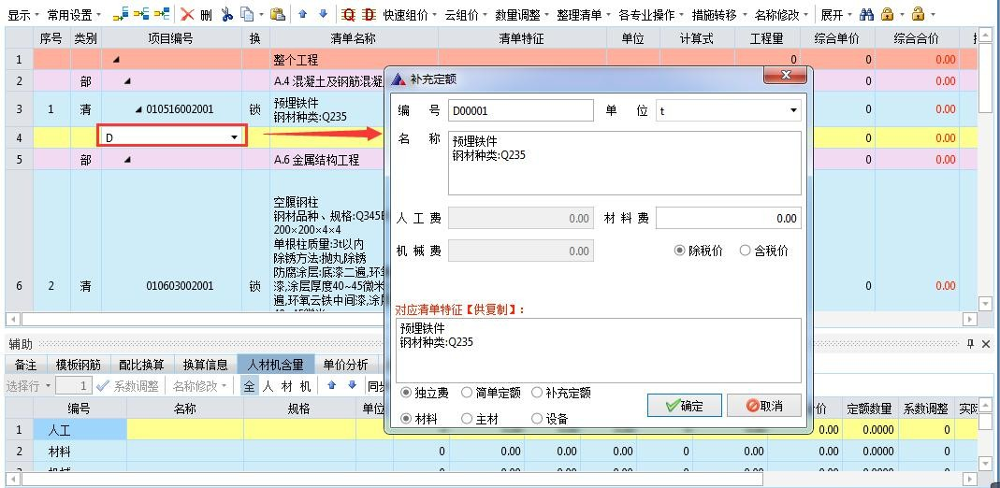 显示 常用设置 删 Q D 快速组价 云组价 数量调整 整理清单 各专业操作 措施转移 名称修改 展开
序号 类别 项目编号 换 清单名称 清单特征 单位 计算式 工程量 综合单价 综合合价
1 整个工程 0 0 0.00
2 部 A.4 混凝土及钢筋混凝 0 0.00
3 1 清 010516002001 锁 预埋铁件 0 0.00
钢材种类:Q235
4 D 0 0.00
5 部 A.6 金属结构工程 0 0.00
空腹钢柱
钢材品种、规格:Q345B
200×200×4×4
单根柱质量:3t以内
除锈方法:抛丸除锈
防腐涂层:底漆二遍,环氧
6 2 清 010603002001 锁 漆,涂层厚度40~45微米 0 0.00
遍,环氧云铁中间漆,涂
40~45微米
补充定额
编 号 D00001 单 位 t
名 称 预埋铁件
钢材种类:Q235
人 工 费 0.00 材 料 费 0.00
机 械 费 0.00 除税价 含税价
对应清单特征【供复制】:
预埋铁件
钢材种类:Q235
独立费 简单定额 补充定额
材料 主材 设备
确定 取消
辅助
备注 模板钢筋 配比换算 换算信息 人材机含量 单价分析
选择行 1 系数调整 名称修改 全 人 材 机 同步
编号 名称 规格 单位 价 定额数量 系数调整 实际
1 人工 0.00 0.0000 0
2 材料 0 0.00 0.00 0.00 0.00 0.00 0.00 0.0000 0
3 机械